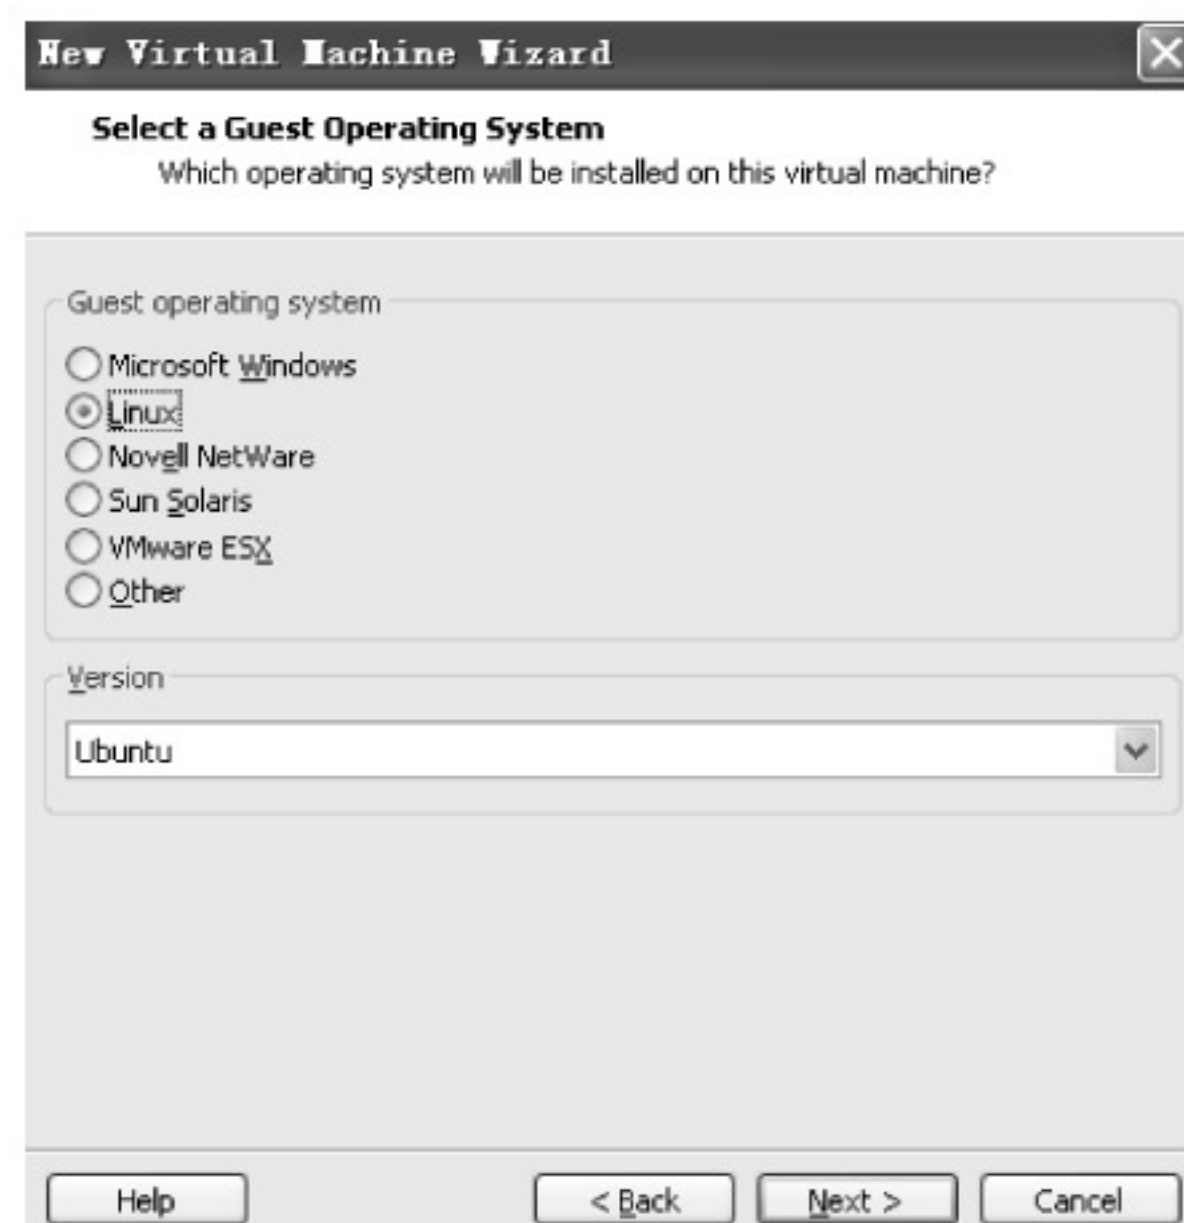 New Virtual Machine Wizard
Select a Guest Operating System
Which operating system will be installed on this virtual machine?
Guest operating system
Microsoft Windows
Linux
Novell NetWare
Sun Solaris
VMware ESX
Other
Version
Ubuntu
Help < Back Next > Cancel